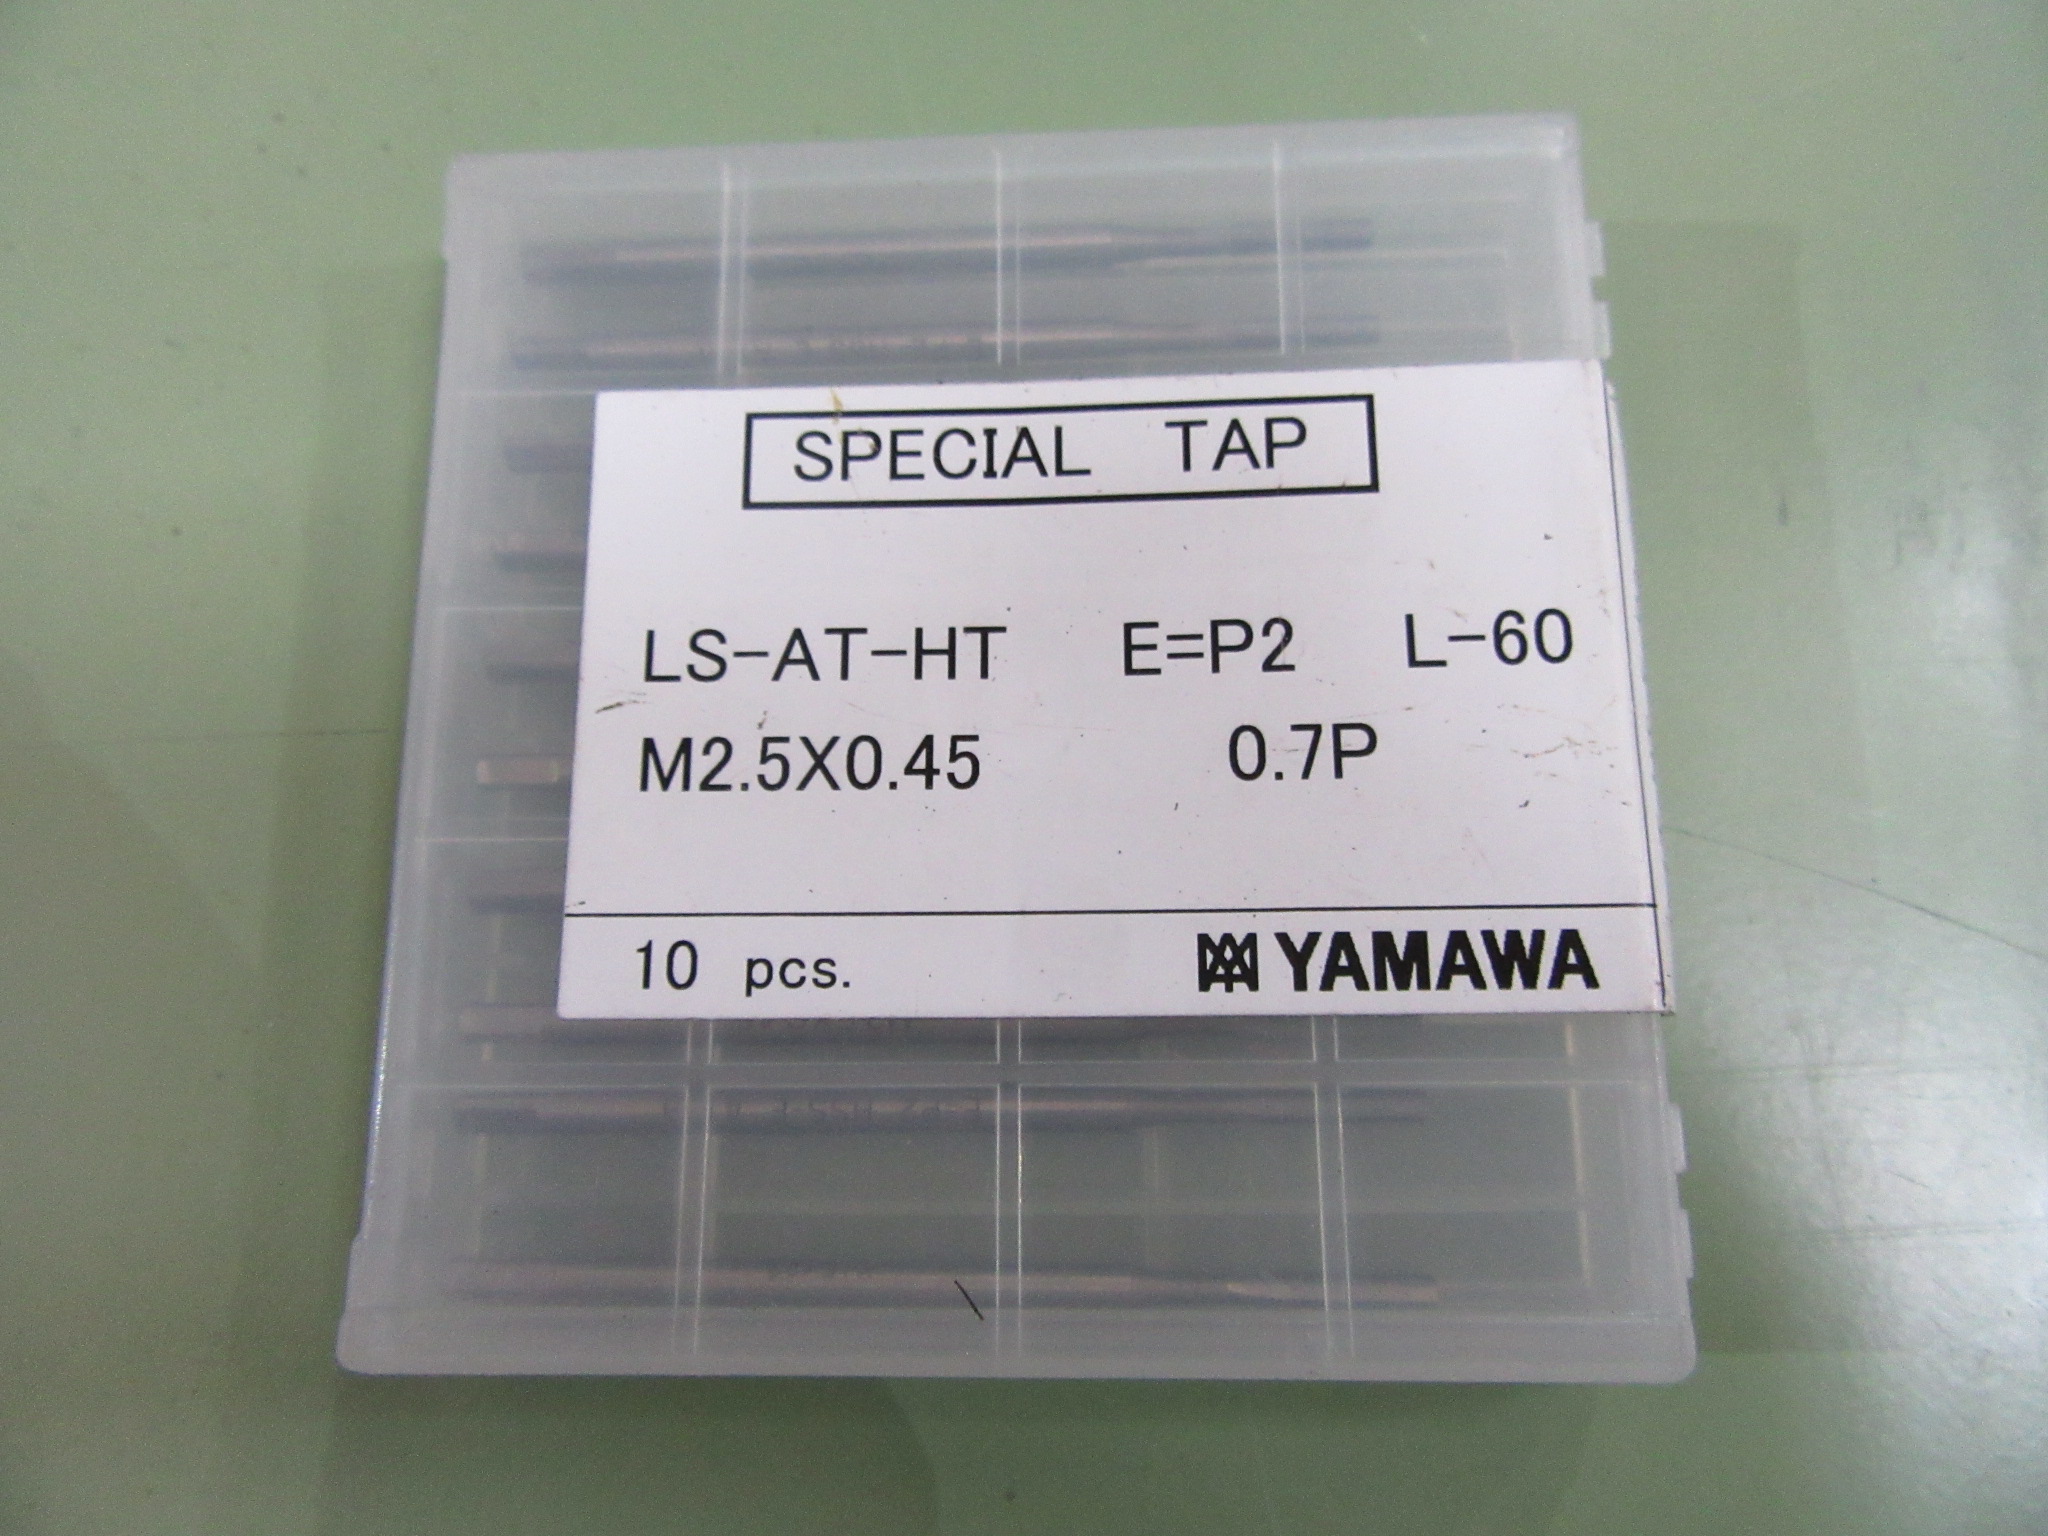 SPECIAL TAP
LS-AT-HT E=P2 L-60
M2.5X0.45 0.7P
10 pcs. YAMAWA